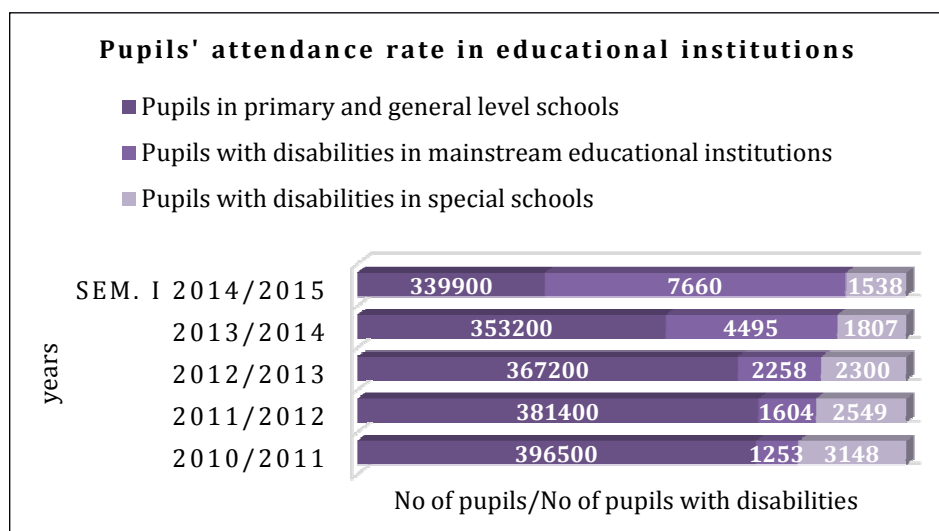 Pupils' attendance rate in educational institutions
Pupils in primary and general level schools
Pupils with disabilities in mainstream educational institutions
Pupils with disabilities in special schools
years
SEM. I 2014/2015 339900 7660 1538
2013/2014 353200 4495 1807
2012/2013 367200 2258 2300
2011/2012 381400 1604 2549
2010/2011 396500 1253 3148
No of pupils/No of pupils with disabilities